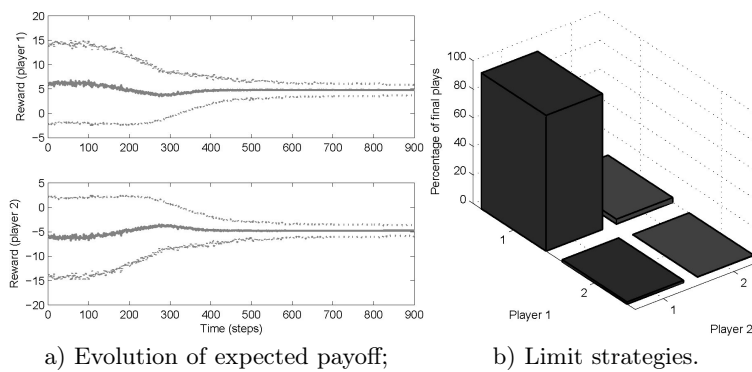 20
15
10
5
0
−5
Reward (player 1)
0 100 200 300 400 500 600 700 800 900
5
0
−5
−10
−15
−20
Reward (player 2)
0 100 200 300 400 500 600 700 800 900
Time (steps)
a) Evolution of expected payoff;
100
80
60
40
20
0
Percentage of final plays
1
2
Player 1
1
2
Player 2
b) Limit strategies.